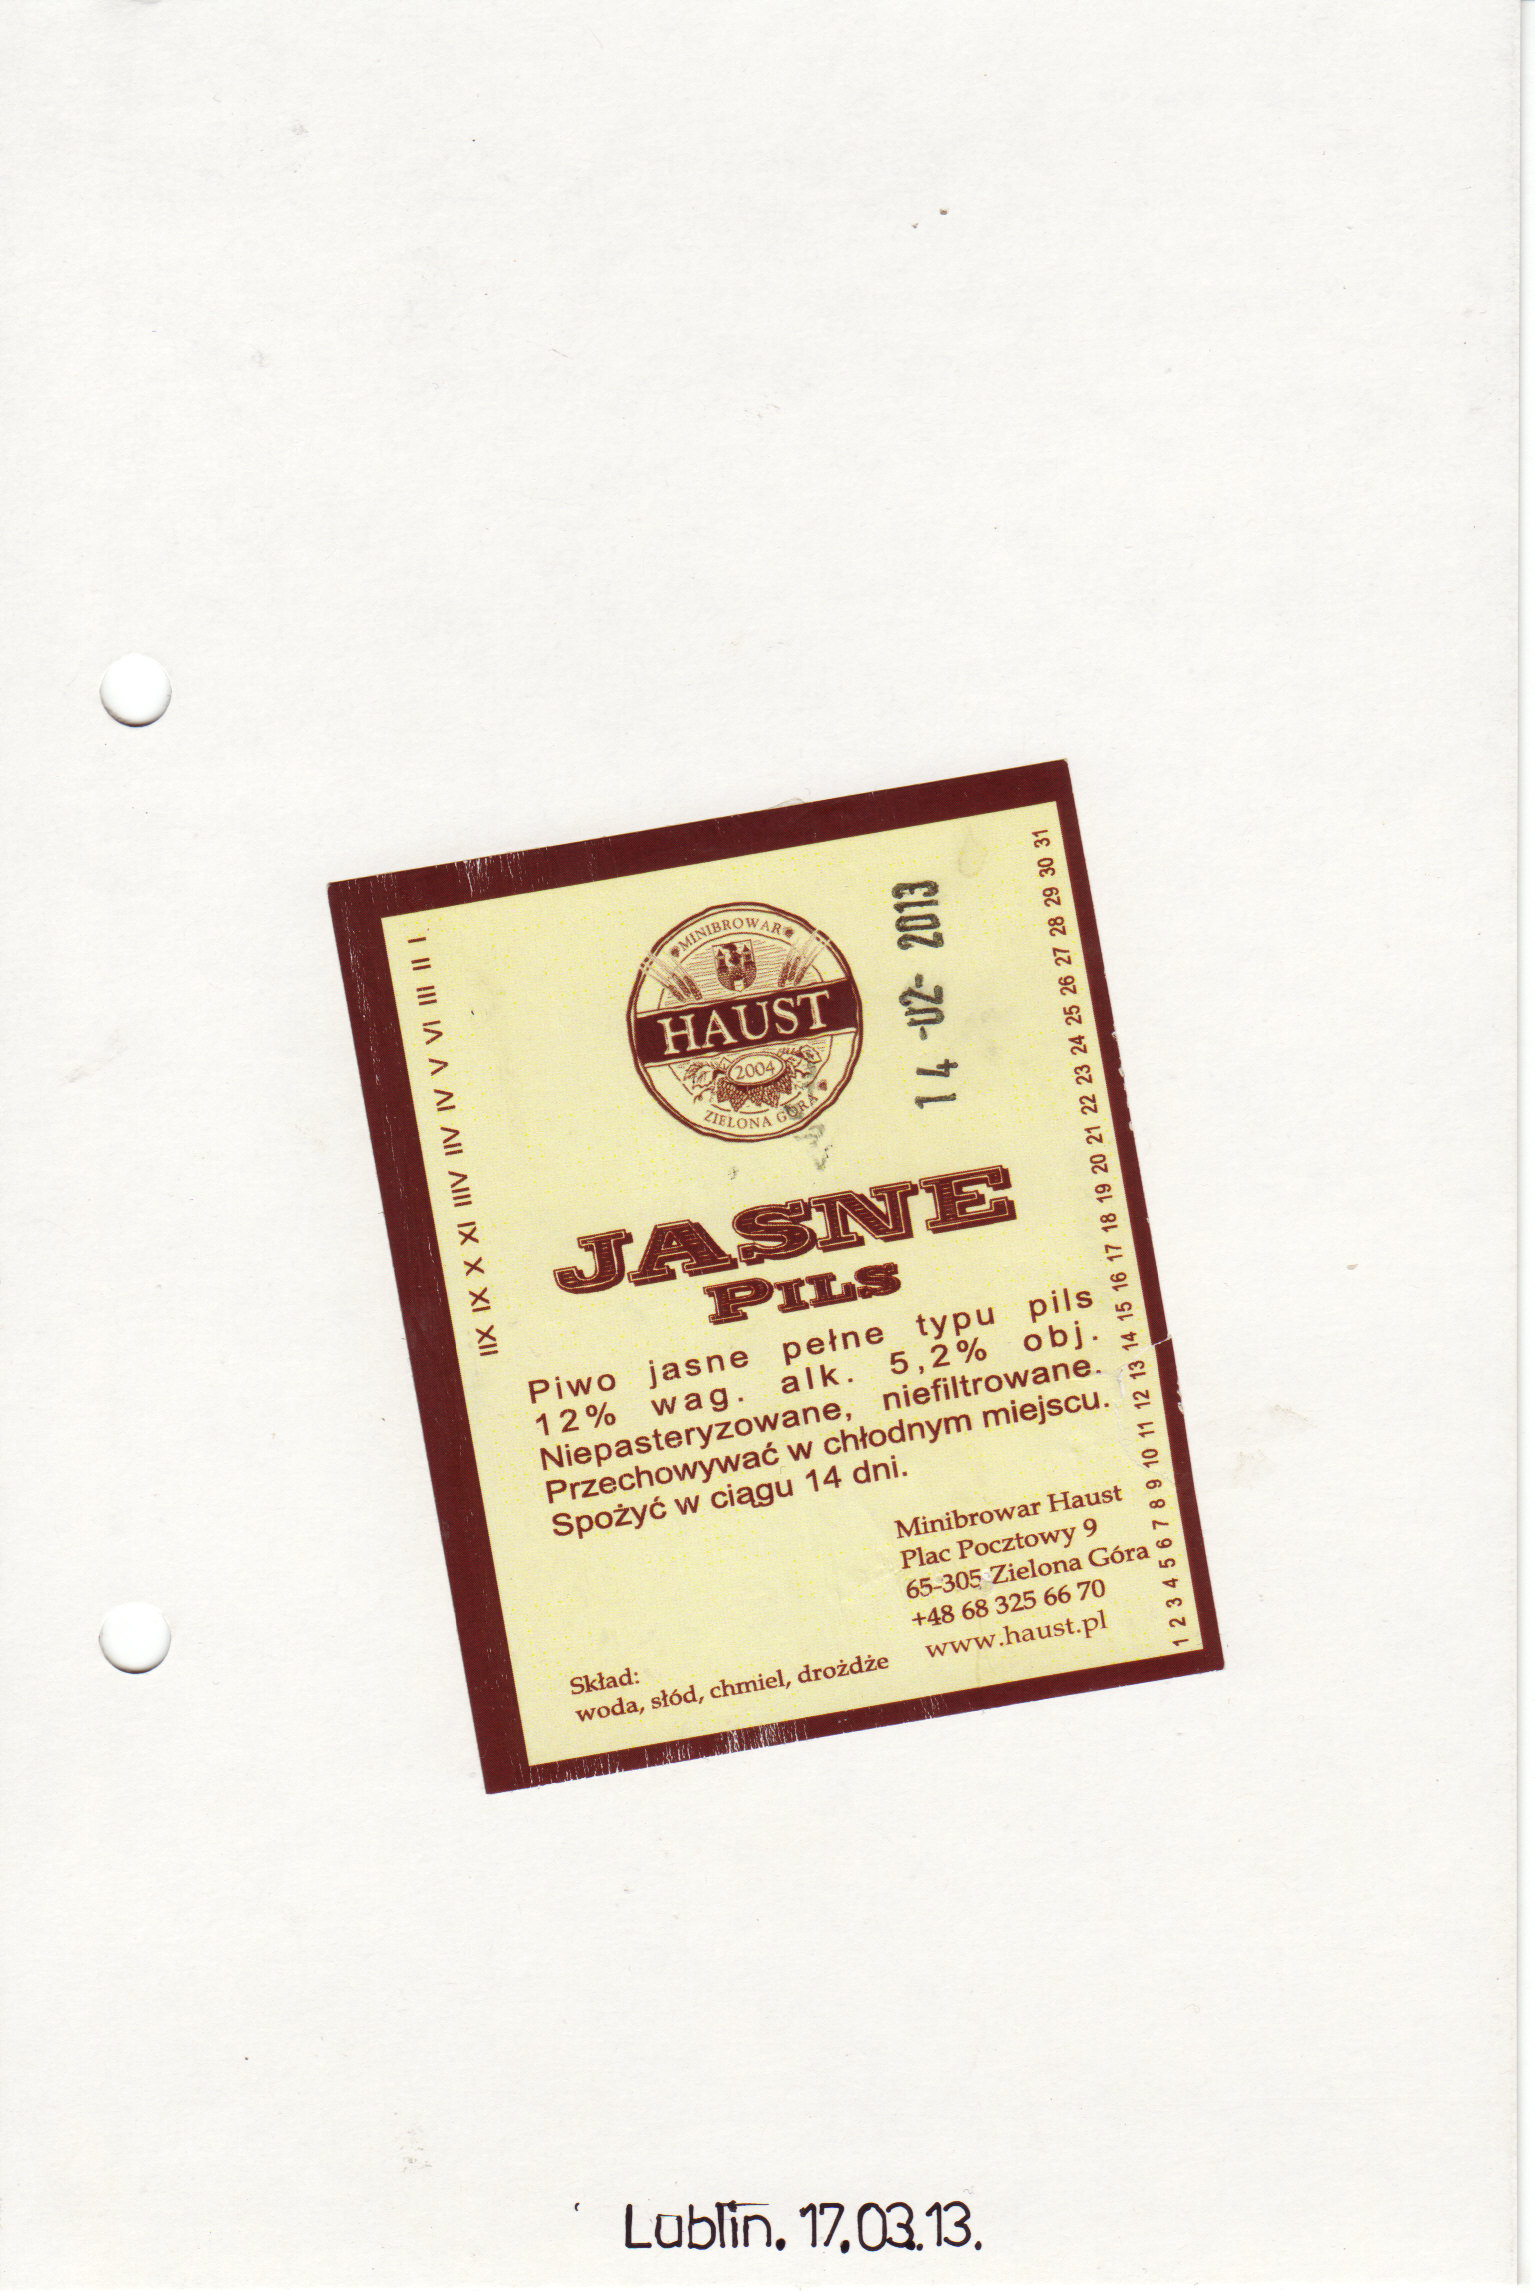 MINIBROWAR
HAUST
2004
ZIELONA GÓRA
14 -02- 2013
JASNE
PILS
Piwo jasne pełne typu pils
12% wag. alk. 5,2% obj.
Niepasteryzowane, niefiltrowane.
Przechowywać w chłodnym miejscu.
Spożyć w ciągu 14 dni.
Minibrowar Haust
Plac Pocztowy 9
65-305 Zielona Góra
+48 68 325 66 70
www.haust.pl
Skład:
woda, słód, chmiel, drożdże
IIX IX X XI IIIV IIV IV V VI III II I
1 2 3 4 5 6 7 8 9 10 11 12 13 14 15 16 17 18 19 20 21 22 23 24 25 26 27 28 29 30 31
Lublin. 17.03.13.